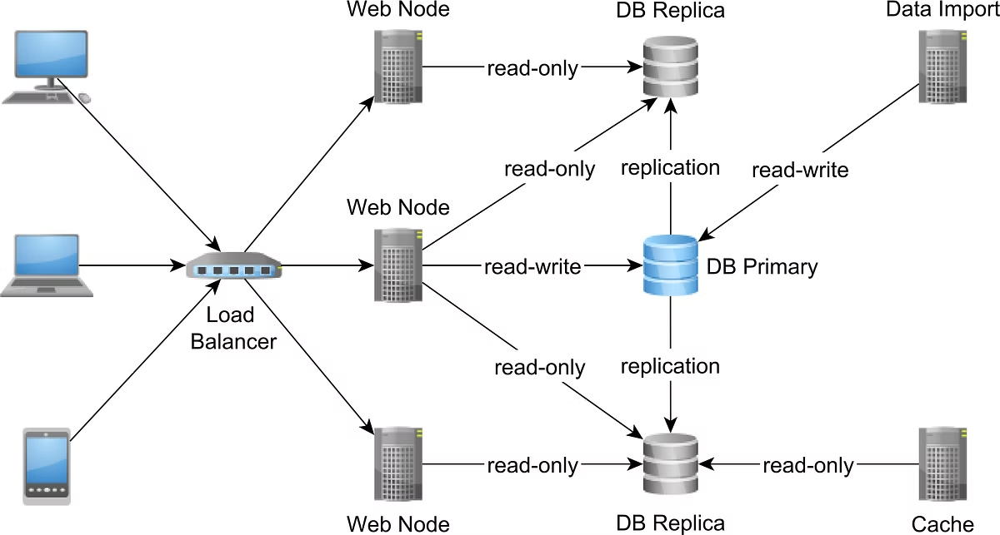 Web Node
DB Replica
Data Import
read-only
read-only
replication
read-write
Web Node
read-write
DB Primary
Load
Balancer
read-only
replication
read-only
read-only
Web Node
DB Replica
Cache